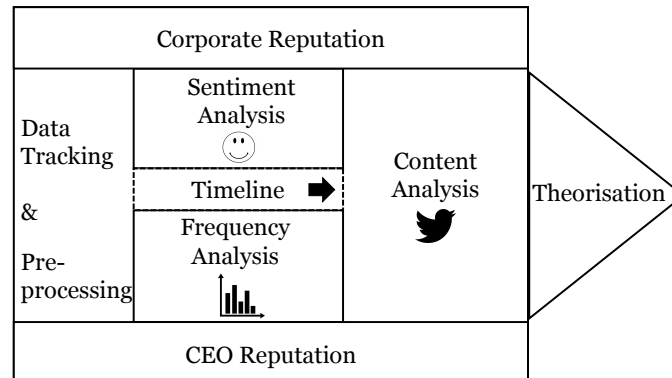 Corporate Reputation
Data
Tracking
&
Pre-
processing
Sentiment
Analysis
Timeline
Frequency
Analysis
Content
Analysis
Theorisation
CEO Reputation